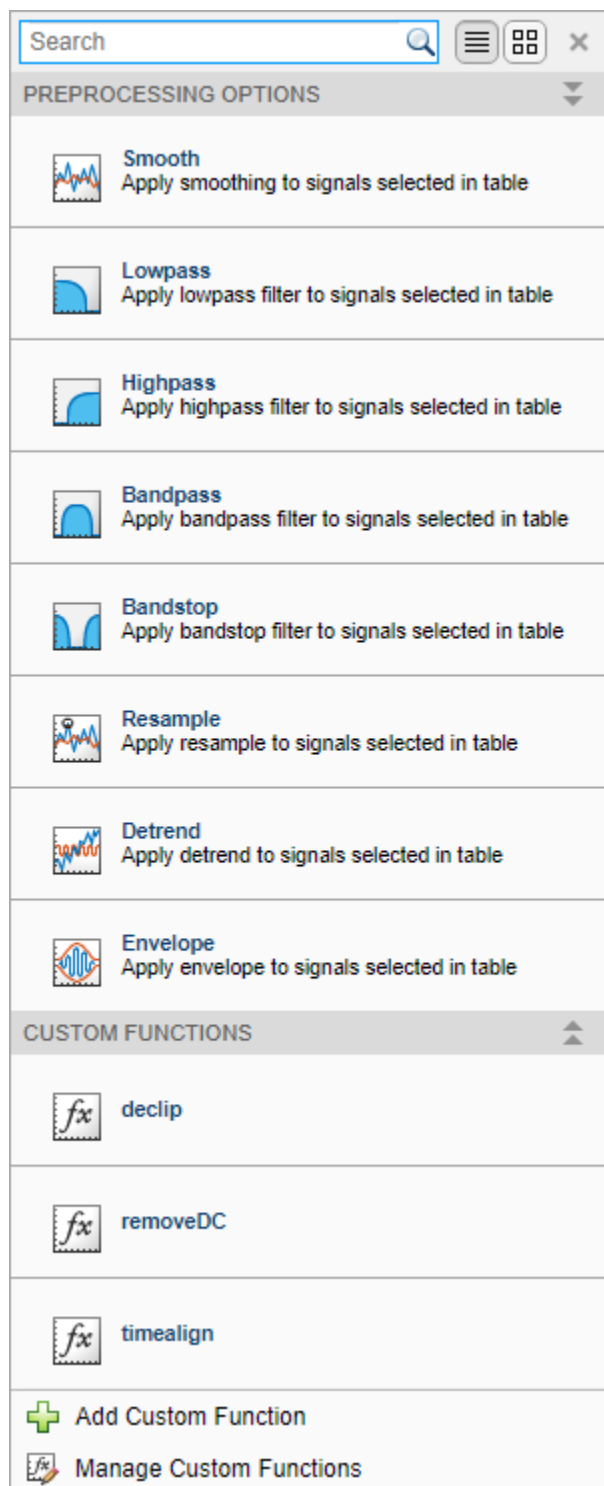 Search
PREPROCESSING OPTIONS
Smooth
Apply smoothing to signals selected in table
Lowpass
Apply lowpass filter to signals selected in table
Highpass
Apply highpass filter to signals selected in table
Bandpass
Apply bandpass filter to signals selected in table
Bandstop
Apply bandstop filter to signals selected in table
Resample
Apply resample to signals selected in table
Detrend
Apply detrend to signals selected in table
Envelope
Apply envelope to signals selected in table
CUSTOM FUNCTIONS
fx declip
fx removeDC
fx timealign
Add Custom Function
fx Manage Custom Functions